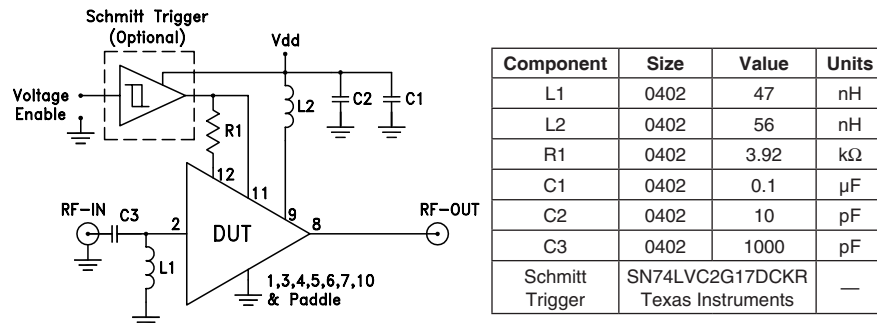 Schmitt Trigger
(Optional)
Vdd
Voltage
Enable
L2
C2
C1
R1
12
11
RF-IN
C3
2
DUT
9
8
RF-OUT
L1
1,3,4,5,6,7,10
& Paddle
Component Size Value Units
L1 0402 47 nH
L2 0402 56 nH
R1 0402 3.92 kΩ
C1 0402 0.1 µF
C2 0402 10 pF
C3 0402 1000 pF
Schmitt Trigger SN74LVC2G17DCKR Texas Instruments —